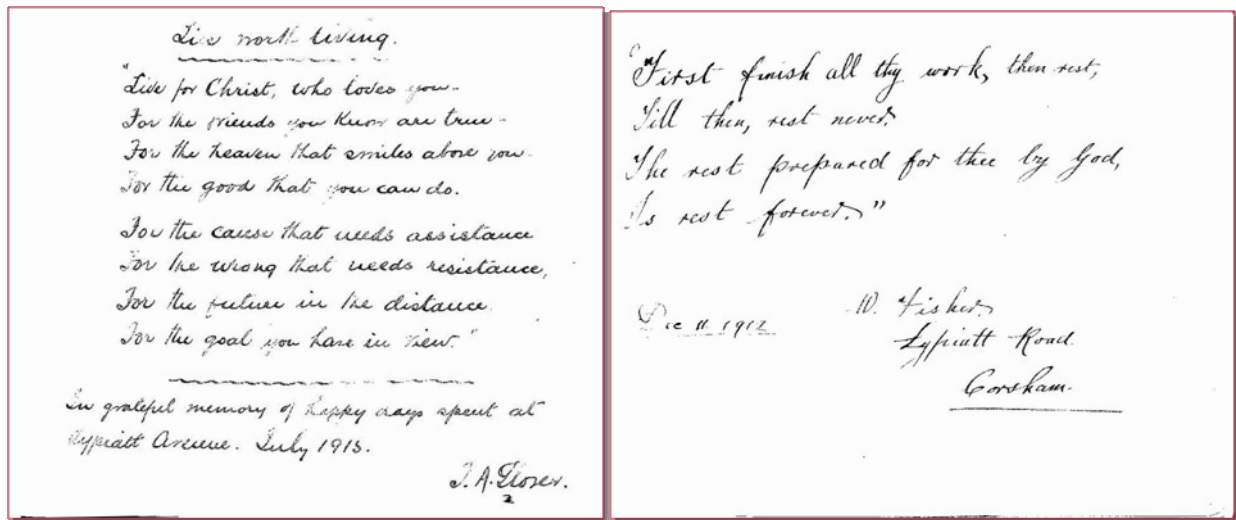 Life worth living.
"Live for Christ, who loves you -
For the friends you know are true -
For the heaven that smiles above you -
For the good that you can do.
For the cause that needs assistance
For the wrong that needs resistance,
For the future in the distance.
For the goal you have in view."
In grateful memory of happy days spent at
Lypiatt Avenue. July 1913.
J. A. Glover.
2
"First finish all thy work, then rest,
Till then, rest never.
The rest prepared for thee by God,
Is rest forever."
Dec 11 1912
W. Fisher.
Lypiatt Road.
Corsham.